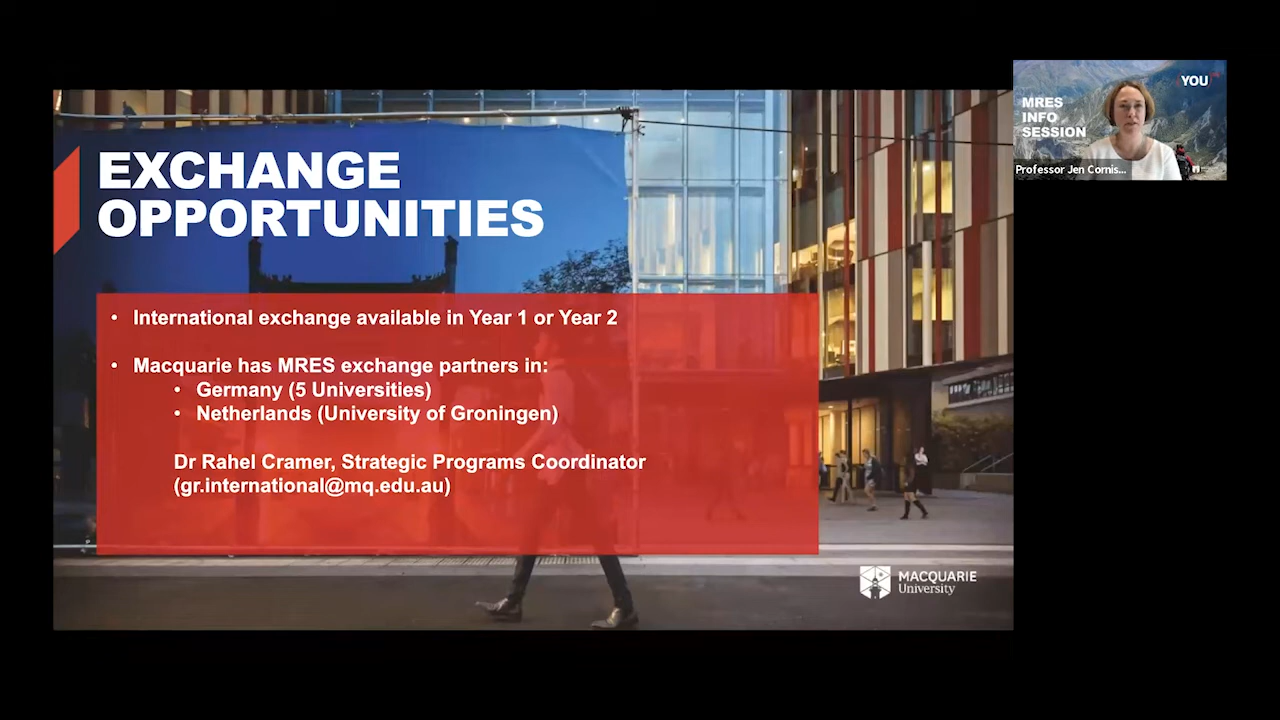 EXCHANGE
OPPORTUNITIES
• International exchange available in Year 1 or Year 2
• Macquarie has MRES exchange partners in:
• Germany (5 Universities)
• Netherlands (University of Groningen)
Dr Rahel Cramer, Strategic Programs Coordinator
(gr.international@mq.edu.au)
MACQUARIE
University
YOU
MRES
INFO
SESSION
Professor Jen Cornis...